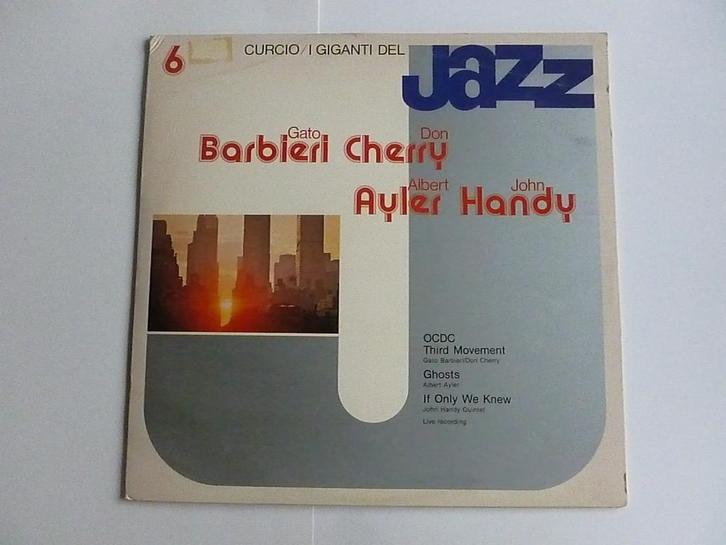 6
CURCIO/I GIGANTI DEL
Jazz
Gato Don
Barbieri Cherry
Albert John
Ayler Handy
OCDC
Third Movement
Gato Barbieri/Don Cherry
Ghosts
Albert Ayler
If Only We Knew
John Handy Quintet
Live recording